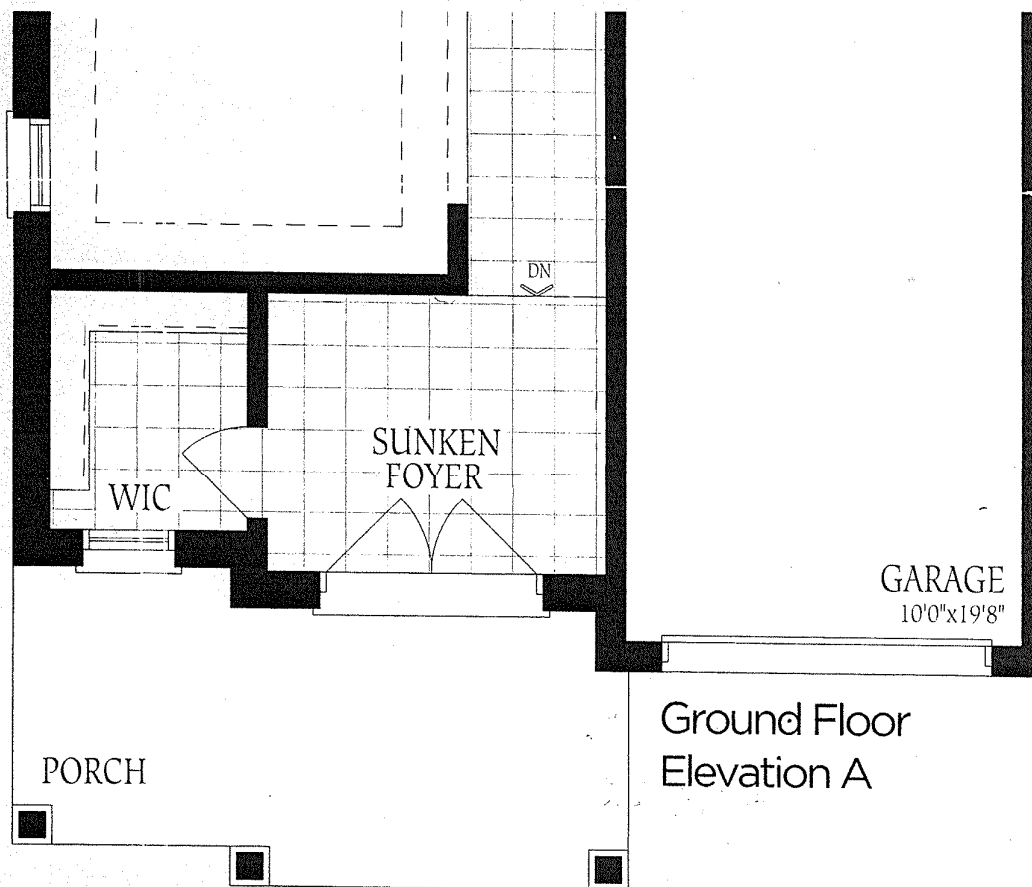 DN
SUNKEN
FOYER
WIC
GARAGE
10'0"x19'8"
Ground Floor
Elevation A
PORCH